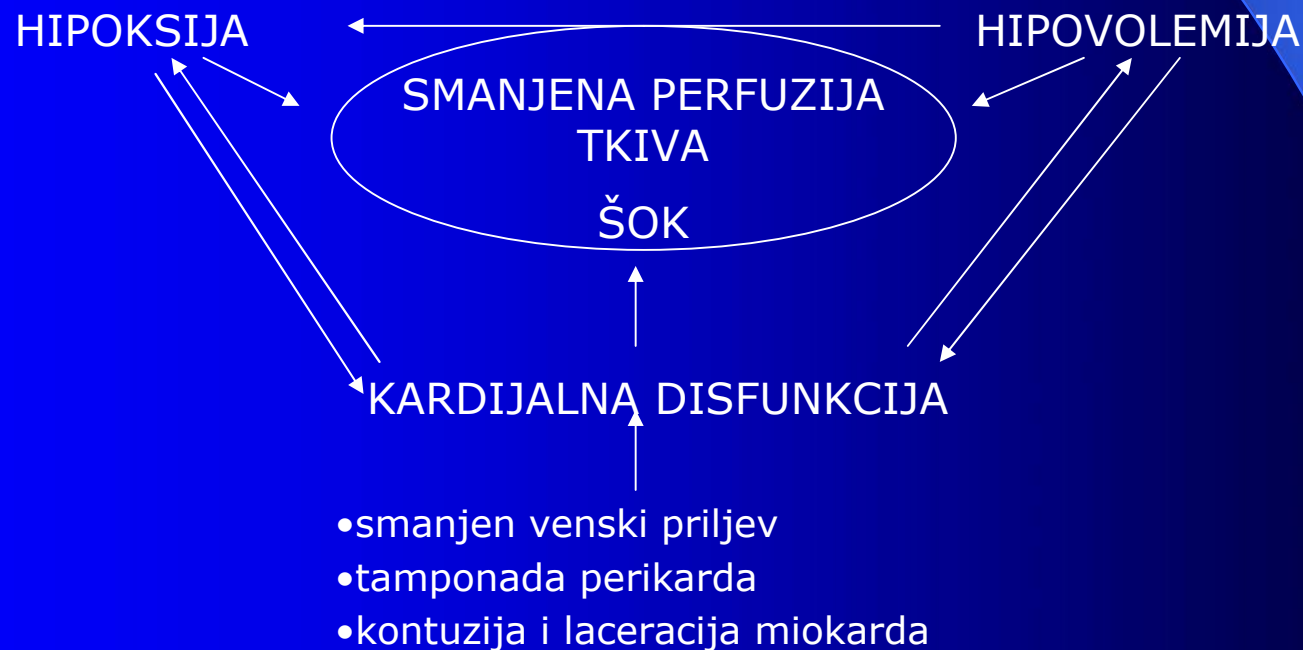 HIPOKSIJA
HIPOVOLEMIJA
SMANJENA PERFUZIJA
TKIVA
ŠOK
KARDIJALNA DISFUNKCIJA
•smanjen venski priljev
•tamponada perikarda
•kontuzija i laceracija miokarda